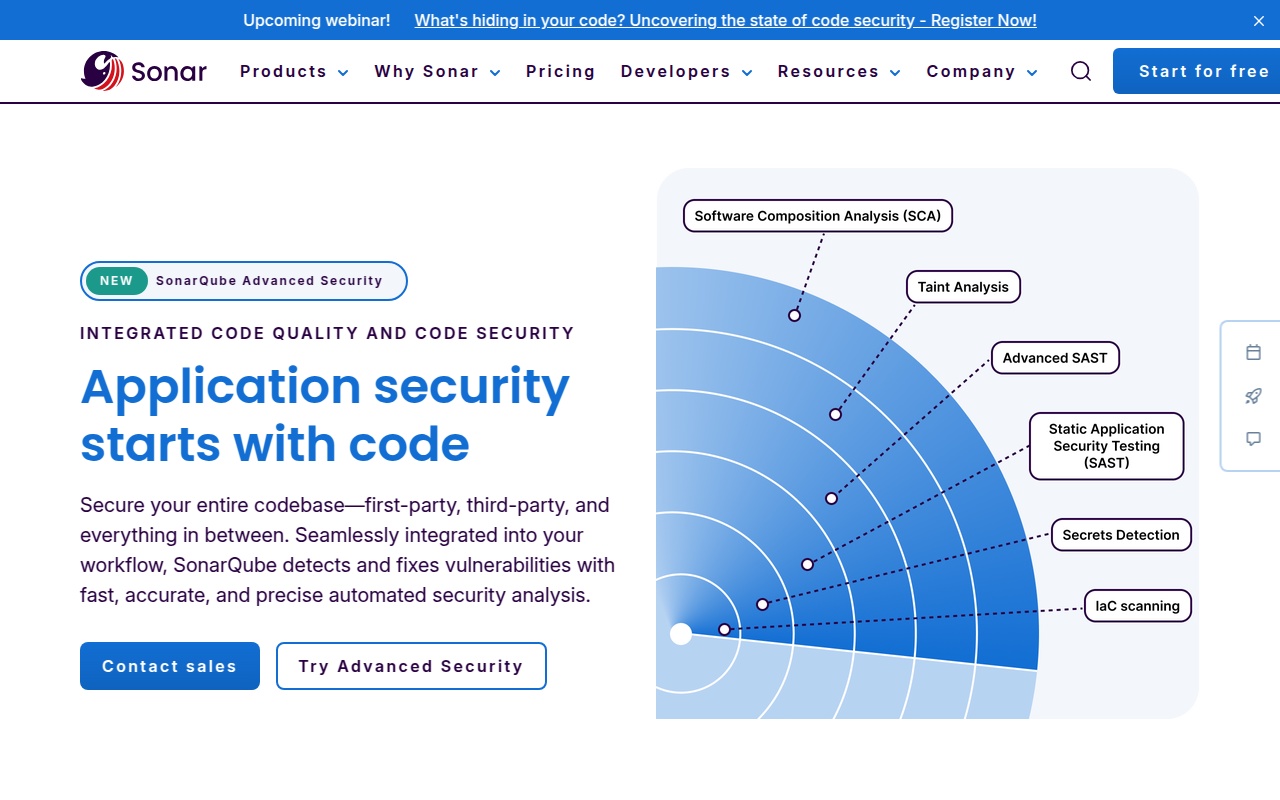 Upcoming webinar! What's hiding in your code? Uncovering the state of code security - Register Now!
Sonar Products Why Sonar Pricing Developers Resources Company Start for free
NEW SonarQube Advanced Security
INTEGRATED CODE QUALITY AND CODE SECURITY
Application security
starts with code
Secure your entire codebase—first-party, third-party, and
everything in between. Seamlessly integrated into your
workflow, SonarQube detects and fixes vulnerabilities with
fast, accurate, and precise automated security analysis.
Contact sales Try Advanced Security
Software Composition Analysis (SCA)
Taint Analysis
Advanced SAST
Static Application
Security Testing
(SAST)
Secrets Detection
IaC scanning